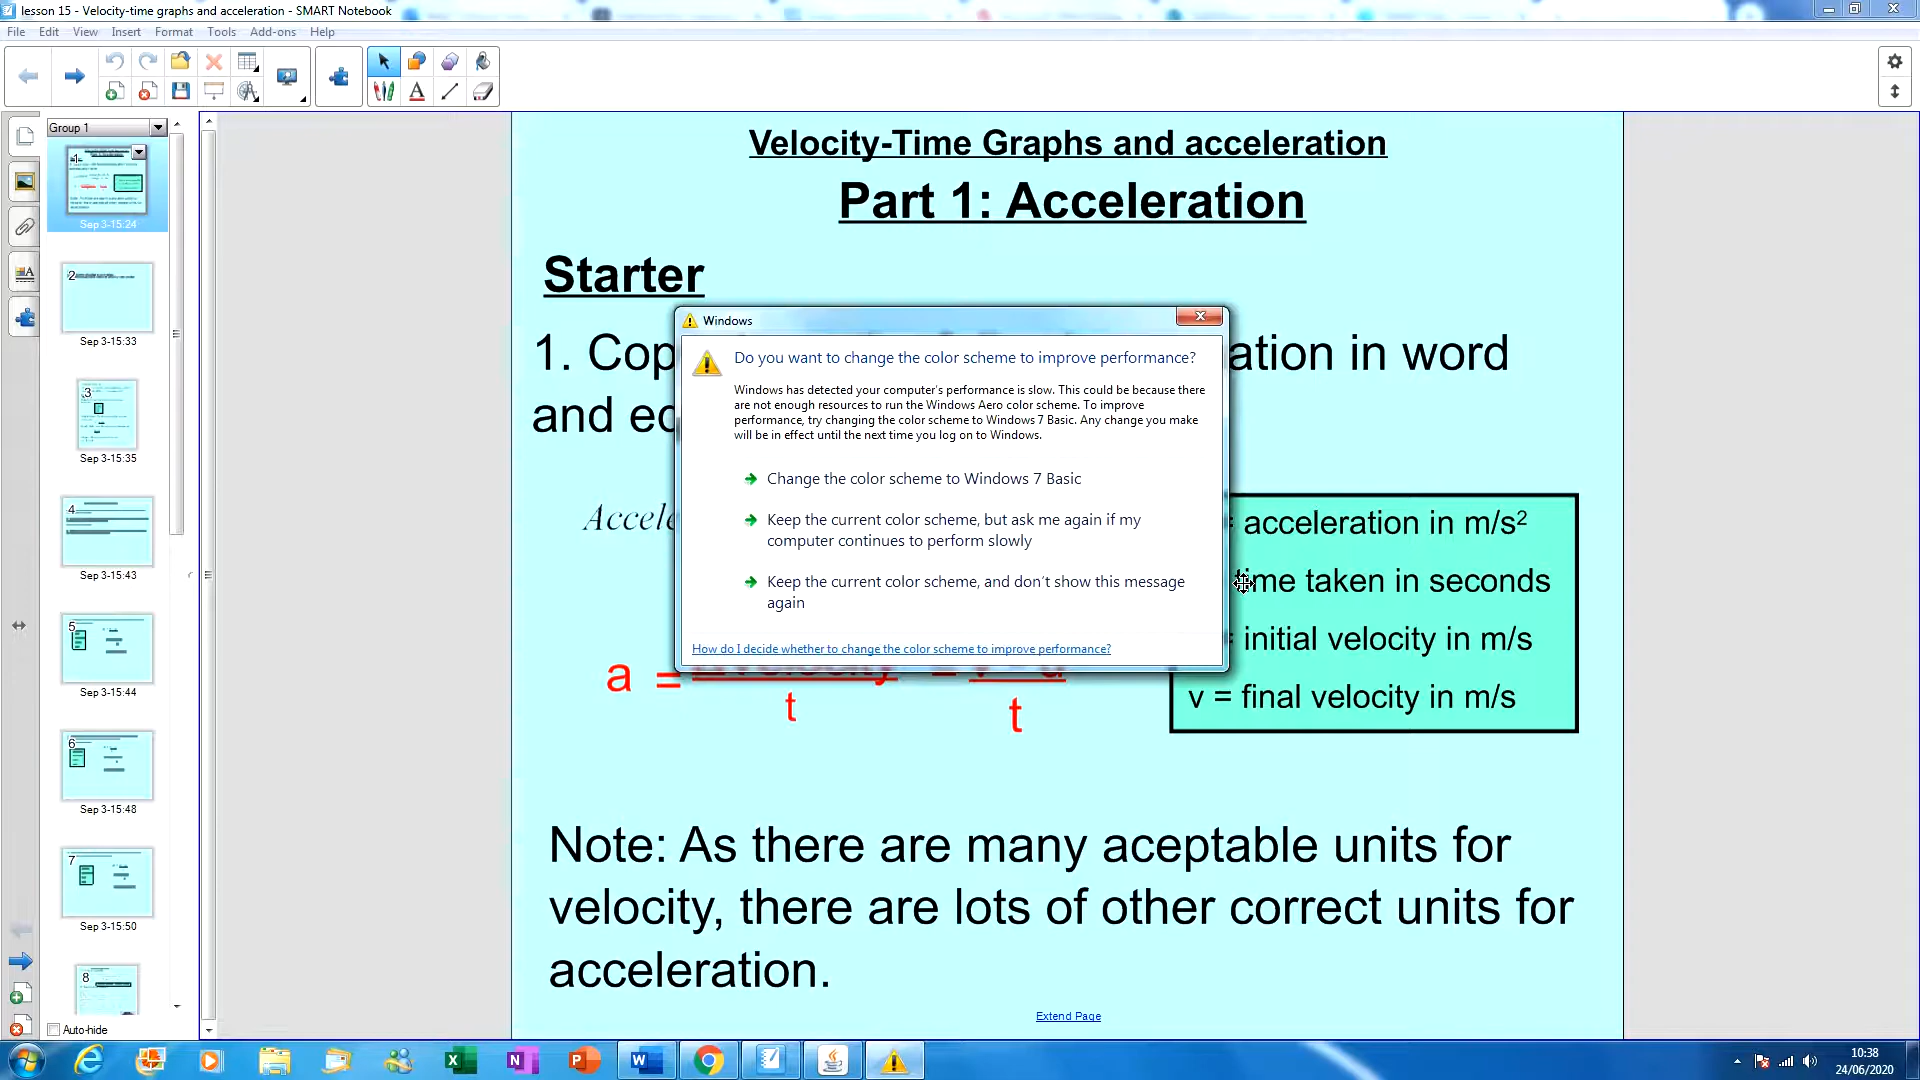 lesson 15 - Velocity-time graphs and acceleration - SMART Notebook
File Edit View Insert Format Tools Add-ons Help
Group 1
1
Sep 3-15:24
2
Sep 3-15:33
3
Sep 3-15:35
4
Sep 3-15:43
5
Sep 3-15:44
6
Sep 3-15:48
7
Sep 3-15:50
8
Auto-hide
Velocity-Time Graphs and acceleration
Part 1: Acceleration
Starter
1. Cop ation in word
and
Windows
Do you want to change the color scheme to improve performance?
Windows has detected your computer's performance is slow. This could be because there
are not enough resources to run the Windows Aero color scheme. To improve
performance, try changing the color scheme to Windows 7 Basic. Any change you make
will be in effect until the next time you log on to Windows.
Change the color scheme to Windows 7 Basic
Keep the current color scheme, but ask me again if my
computer continues to perform slowly
Keep the current color scheme, and don't show this message
again
How do I decide whether to change the color scheme to improve performance?
= acceleration in m/s²
time taken in seconds
= initial velocity in m/s
v = final velocity in m/s
a =
t
t
Note: As there are many aceptable units for
velocity, there are lots of other correct units for
acceleration.
Extend Page
10:38
24/06/2020